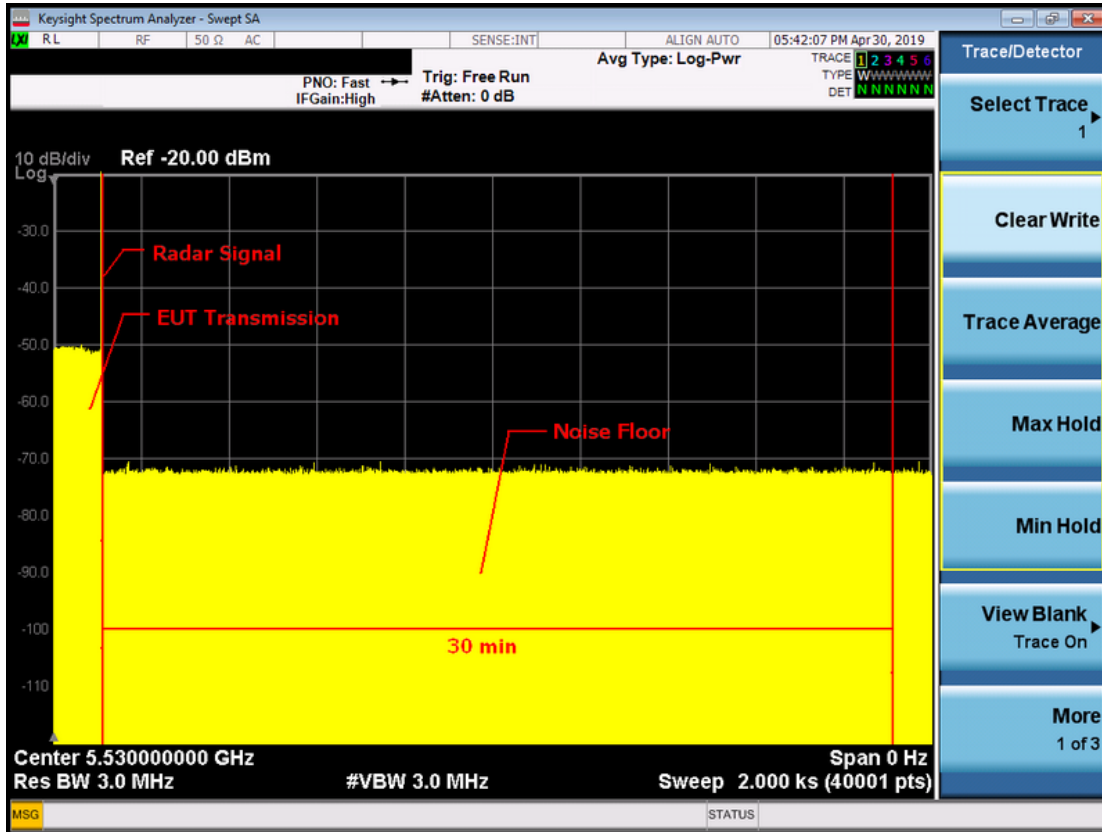 Keysight Spectrum Analyzer - Swept SA
LXI RL RF 50 Ω AC SENSE:INT ALIGN AUTO 05:42:07 PM Apr 30, 2019
Avg Type: Log-Pwr
TRACE 1 2 3 4 5 6
PNO: Fast Trig: Free Run
TYPE WWWWWW
IFGain:High #Atten: 0 dB
DET N N N N N N
Trace/Detector
Select Trace
1
10 dB/div Ref -20.00 dBm
Log
-30.0
-40.0
-50.0
-60.0
-70.0
-80.0
-90.0
-100
-110
Radar Signal
EUT Transmission
Noise Floor
30 min
Clear Write
Trace Average
Max Hold
Min Hold
View Blank
Trace On
More
1 of 3
Center 5.530000000 GHz Span 0 Hz
Res BW 3.0 MHz #VBW 3.0 MHz Sweep 2.000 ks (40001 pts)
MSG STATUS